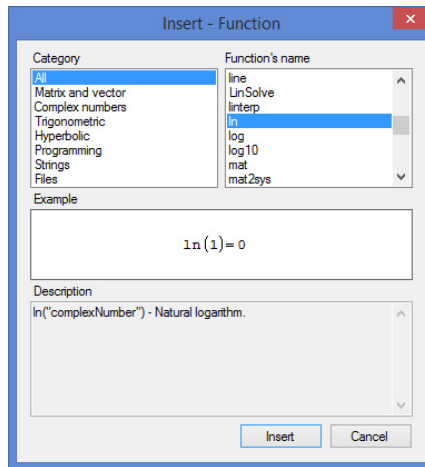 Insert - Function
Category
All
Matrix and vector
Complex numbers
Trigonometric
Hyperbolic
Programming
Strings
Files
Function's name
line
LinSolve
linterp
ln
log
log10
mat
mat2sys
Example
ln(1)=0
Description
ln("complexNumber") - Natural logarithm.
Insert
Cancel